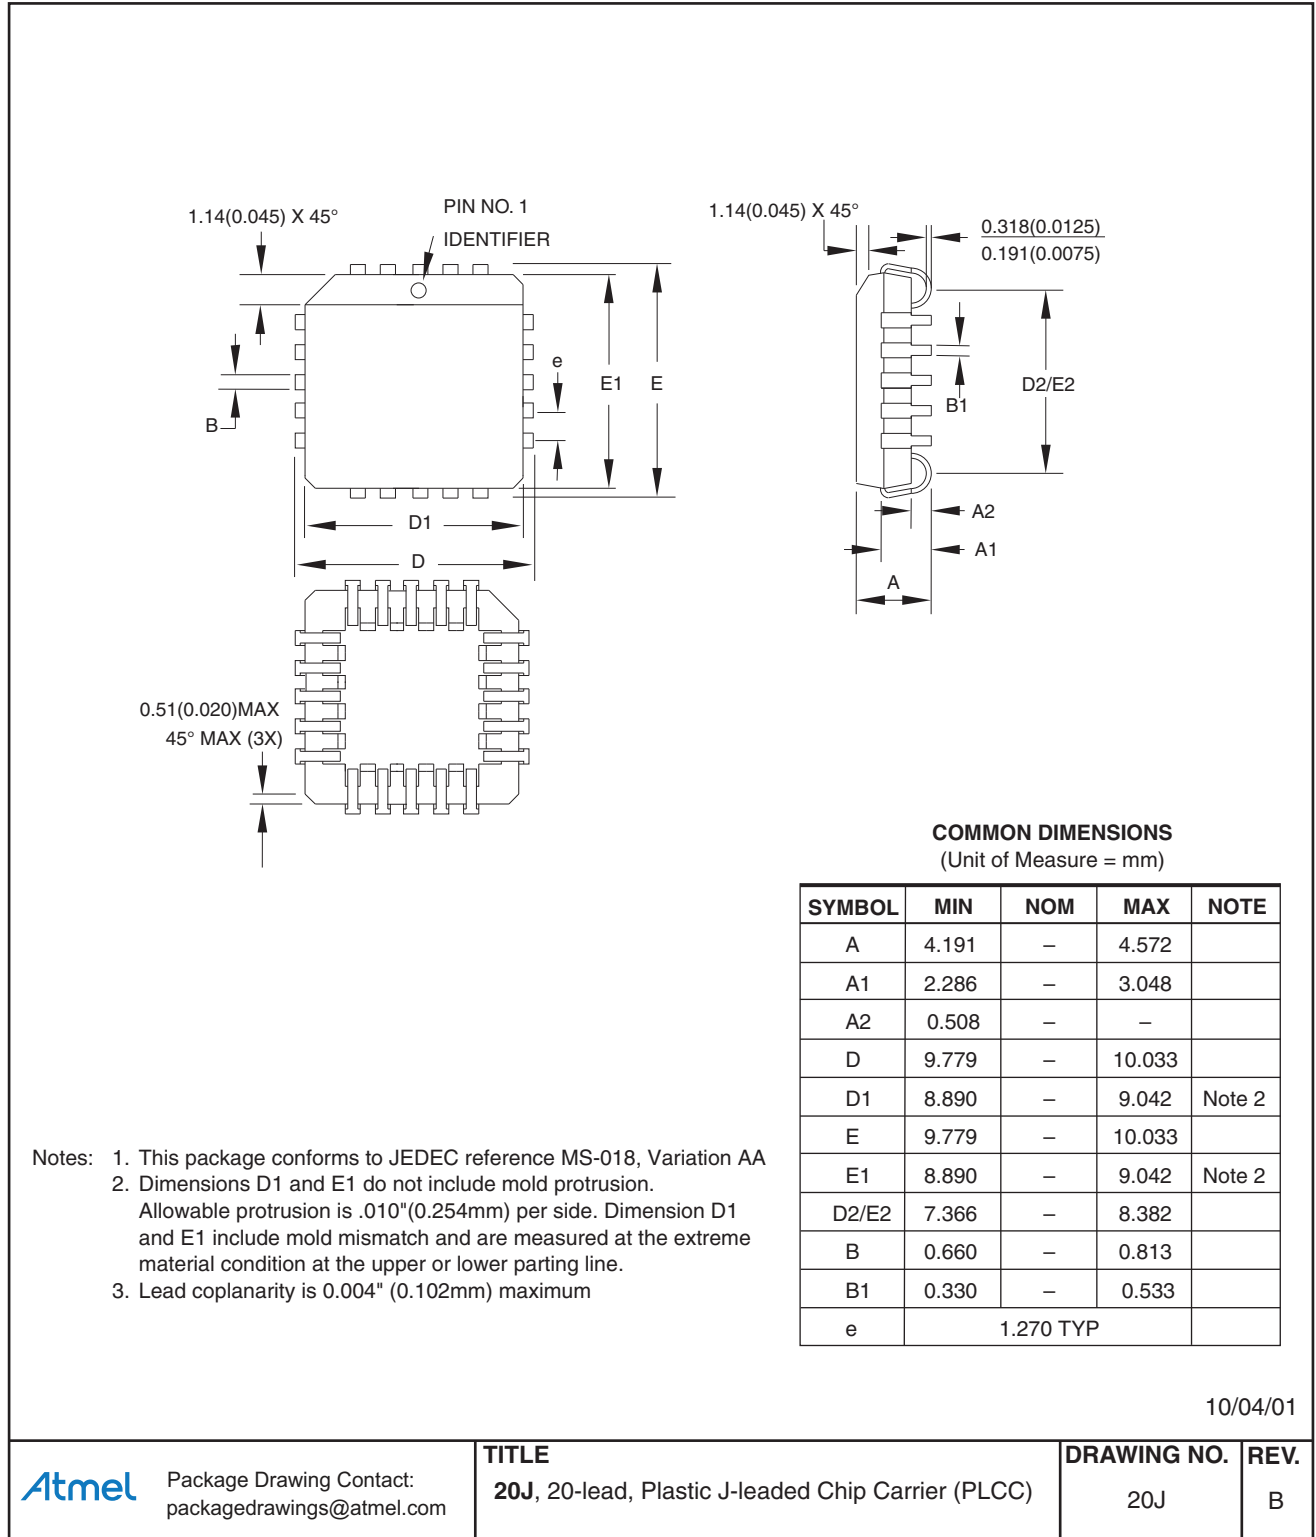 1.14(0.045) X 45°
PIN NO. 1
IDENTIFIER
1.14(0.045) X 45°
0.318(0.0125)
0.191(0.0075)
e
E1
E
B
D1
D
B1
D2/E2
A2
A1
A
0.51(0.020)MAX
45° MAX (3X)
COMMON DIMENSIONS
(Unit of Measure = mm)
SYMBOL MIN NOM MAX NOTE
A 4.191 – 4.572
A1 2.286 – 3.048
A2 0.508 – –
D 9.779 – 10.033
D1 8.890 – 9.042 Note 2
E 9.779 – 10.033
E1 8.890 – 9.042 Note 2
D2/E2 7.366 – 8.382
B 0.660 – 0.813
B1 0.330 – 0.533
e 1.270 TYP
Notes: 1. This package conforms to JEDEC reference MS-018, Variation AA
2. Dimensions D1 and E1 do not include mold protrusion.
Allowable protrusion is .010"(0.254mm) per side. Dimension D1
and E1 include mold mismatch and are measured at the extreme
material condition at the upper or lower parting line.
3. Lead coplanarity is 0.004" (0.102mm) maximum
10/04/01
Atmel
Package Drawing Contact:
packagedrawings@atmel.com
TITLE
20J, 20-lead, Plastic J-leaded Chip Carrier (PLCC)
DRAWING NO.
20J
REV.
B